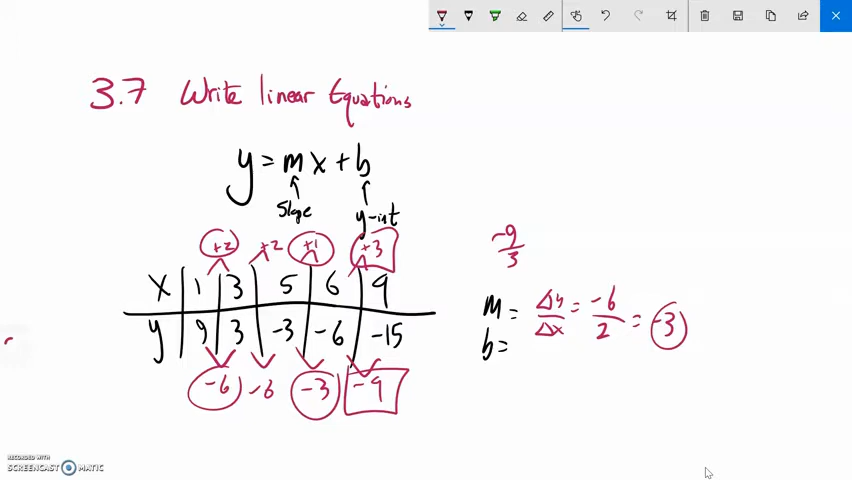 3.7 Write linear Equations
y = mx + b
Slope
y-int
+2 +2 +1 +3
x 1 3 5 6 9
y 9 3 -3 -6 -15
-6 -6 -3 -9
-9/3
m = Δy/Δx = -6/2 = -3
b =
RECORDED WITH
SCREENCAST MATIC